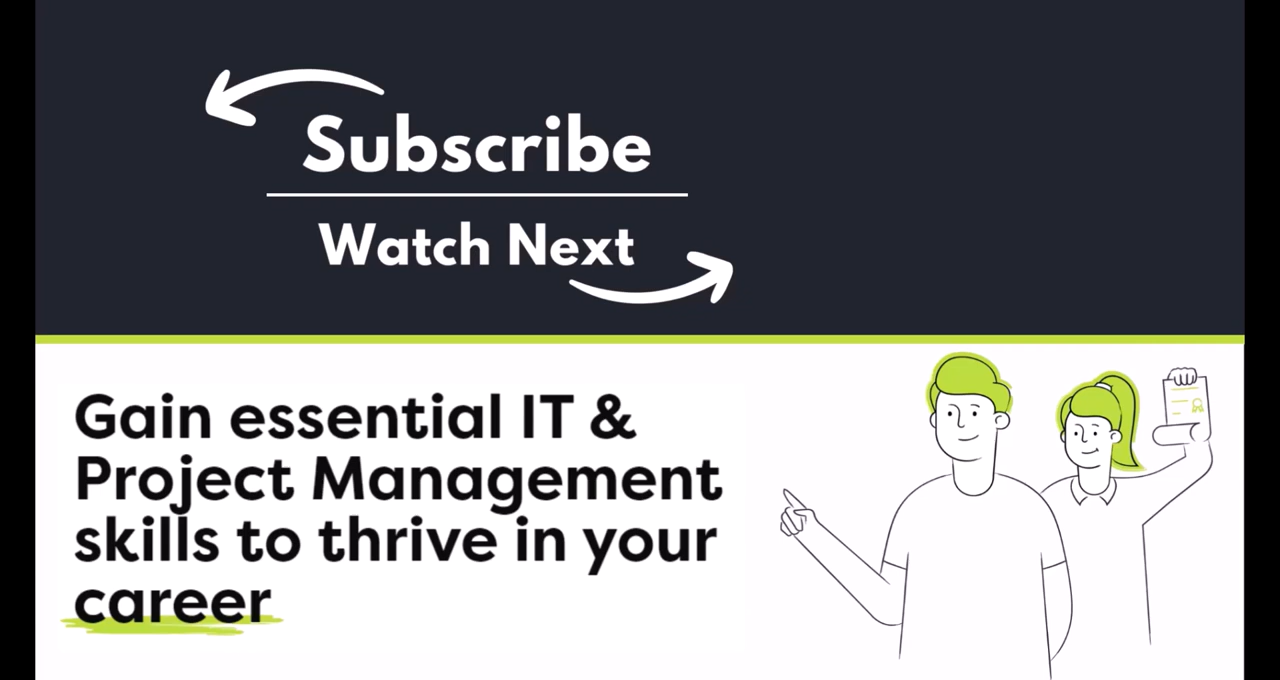 Subscribe
Watch Next
Gain essential IT &
Project Management
skills to thrive in your
career